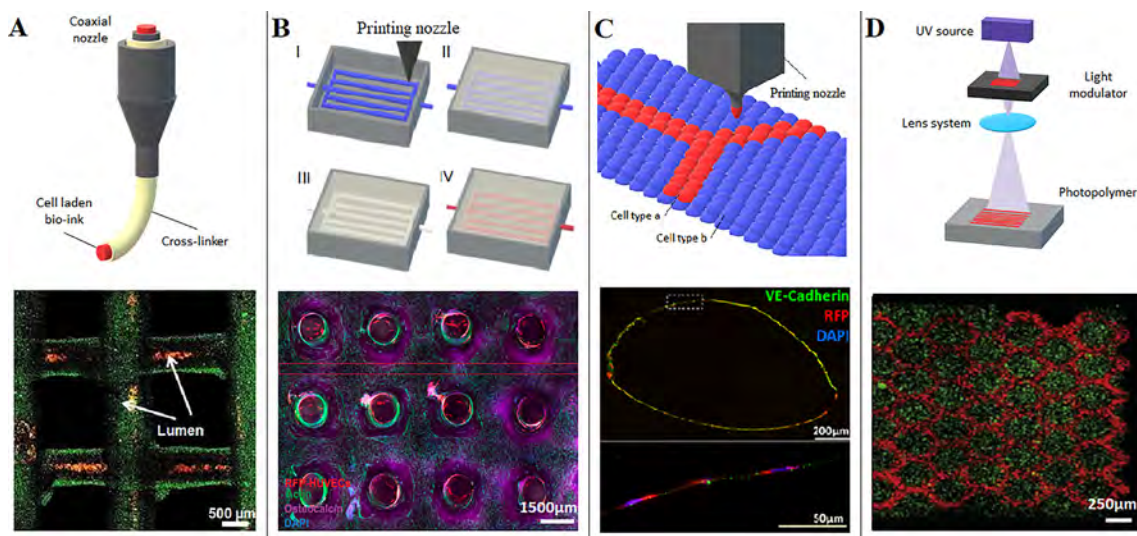 A
Coaxial
nozzle
Cell laden
bio-ink
Cross-linker
Lumen
500 µm
B
Printing nozzle
I
II
III
IV
RFP HUVECs
Osteocalcin
DAPI
1500µm
C
Printing nozzle
Cell type a
Cell type b
VE-Cadherin
RFP
DAPI
200µm
50µm
D
UV source
Light
modulator
Lens system
Photopolymer
250µm